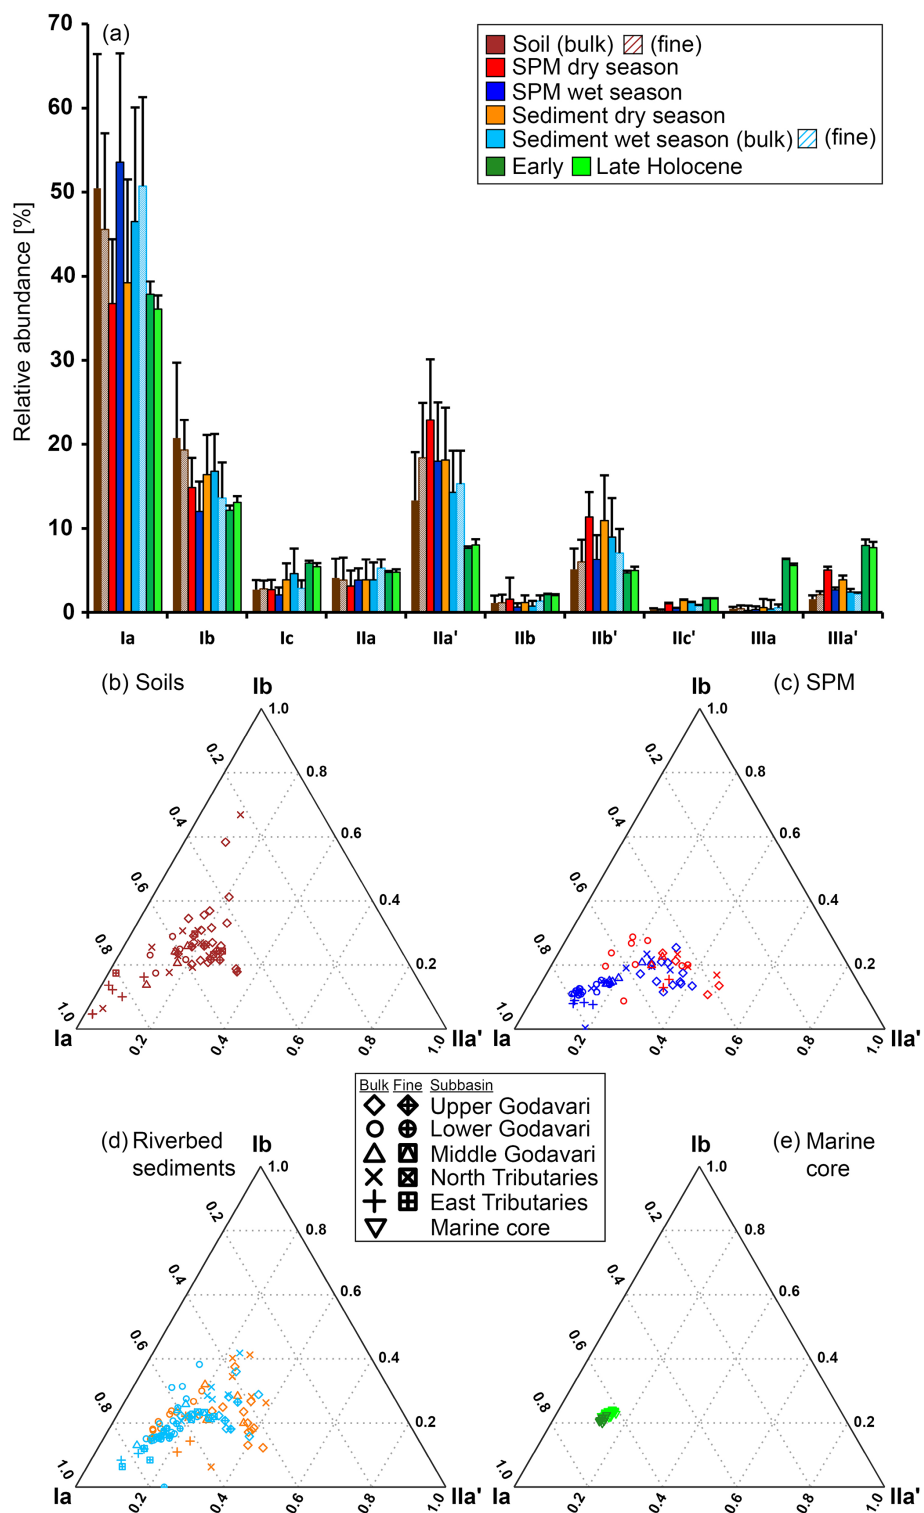 (a)
Relative abundance [%]
70
60
50
40
30
20
10
0
Soil (bulk) (fine)
SPM dry season
SPM wet season
Sediment dry season
Sediment wet season (bulk) (fine)
Early Late Holocene
Ia Ib Ic IIa IIa' IIb IIb' IIc' IIIa IIIa'
(b) Soils
Ib
1.0
0.8
0.6
0.4
0.2
0.2
0.4
0.6
0.8
1.0
Ia
0.2
0.4
0.6
0.8
1.0
IIa'
(c) SPM
Ib
1.0
0.8
0.6
0.4
0.2
0.2
0.4
0.6
0.8
1.0
Ia
0.2
0.4
0.6
0.8
1.0
IIa'
Bulk Fine Subbasin
Upper Godavari
Lower Godavari
Middle Godavari
North Tributaries
East Tributaries
Marine core
(d) Riverbed
sediments
Ib
1.0
0.8
0.6
0.4
0.2
0.2
0.4
0.6
0.8
1.0
Ia
0.2
0.4
0.6
0.8
1.0
IIa'
(e) Marine
core
Ib
1.0
0.8
0.6
0.4
0.2
0.2
0.4
0.6
0.8
1.0
Ia
0.2
0.4
0.6
0.8
1.0
IIa'